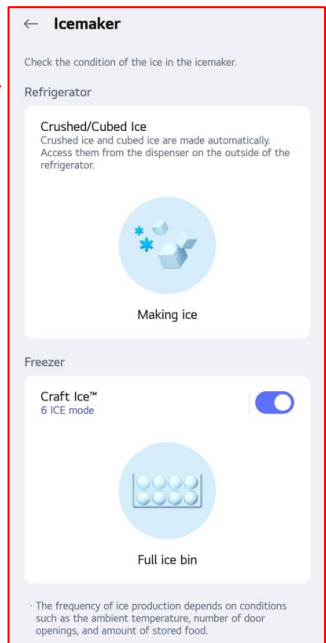 ← Icemaker
Check the condition of the ice in the icemaker.
Refrigerator
Crushed/Cubed Ice
Crushed ice and cubed ice are made automatically.
Access them from the dispenser on the outside of the
refrigerator.
Making ice
Freezer
Craft Ice™
6 ICE mode
Full ice bin
· The frequency of ice production depends on conditions
such as the ambient temperature, number of door
openings, and amount of stored food.